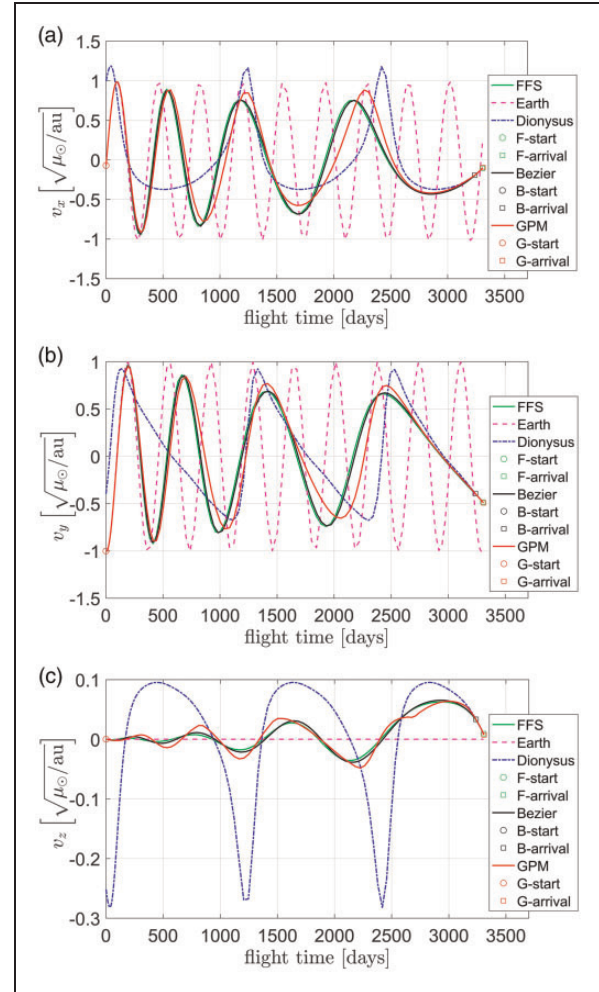 (a)
1.5
1
0.5
0
-0.5
-1
-1.5
v_x [√μ⊙/au]
0 500 1000 1500 2000 2500 3000 3500
flight time [days]
FFS
Earth
Dionysus
F-start
F-arrival
Bezier
B-start
B-arrival
GPM
G-start
G-arrival
(b)
1
0.5
0
-0.5
-1
-1.5
v_y [√μ⊙/au]
0 500 1000 1500 2000 2500 3000 3500
flight time [days]
FFS
Earth
Dionysus
F-start
F-arrival
Bezier
B-start
B-arrival
GPM
G-start
G-arrival
(c)
0.1
0
-0.1
-0.2
-0.3
v_z [√μ⊙/au]
0 500 1000 1500 2000 2500 3000 3500
flight time [days]
FFS
Earth
Dionysus
F-start
F-arrival
Bezier
B-start
B-arrival
GPM
G-start
G-arrival